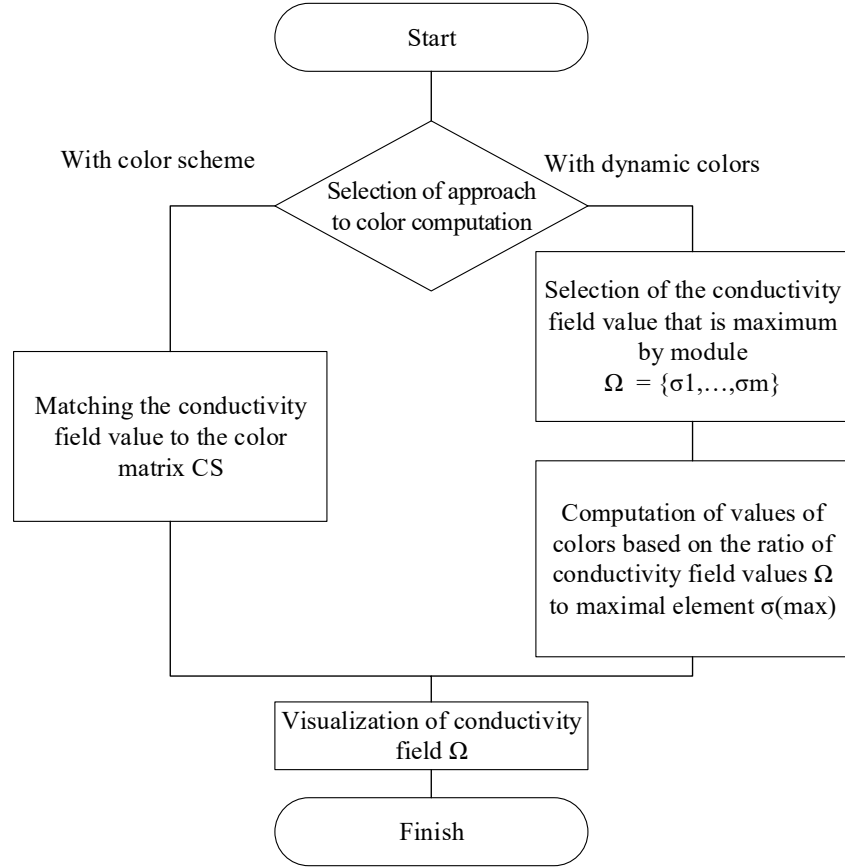 Start
With color scheme
With dynamic colors
Selection of approach
to color computation
Selection of the conductivity
field value that is maximum
by module
Ω = {σ1,…,σm}
Matching the conductivity
field value to the color
matrix CS
Computation of values of
colors based on the ratio of
conductivity field values Ω
to maximal element σ(max)
Visualization of conductivity
field Ω
Finish